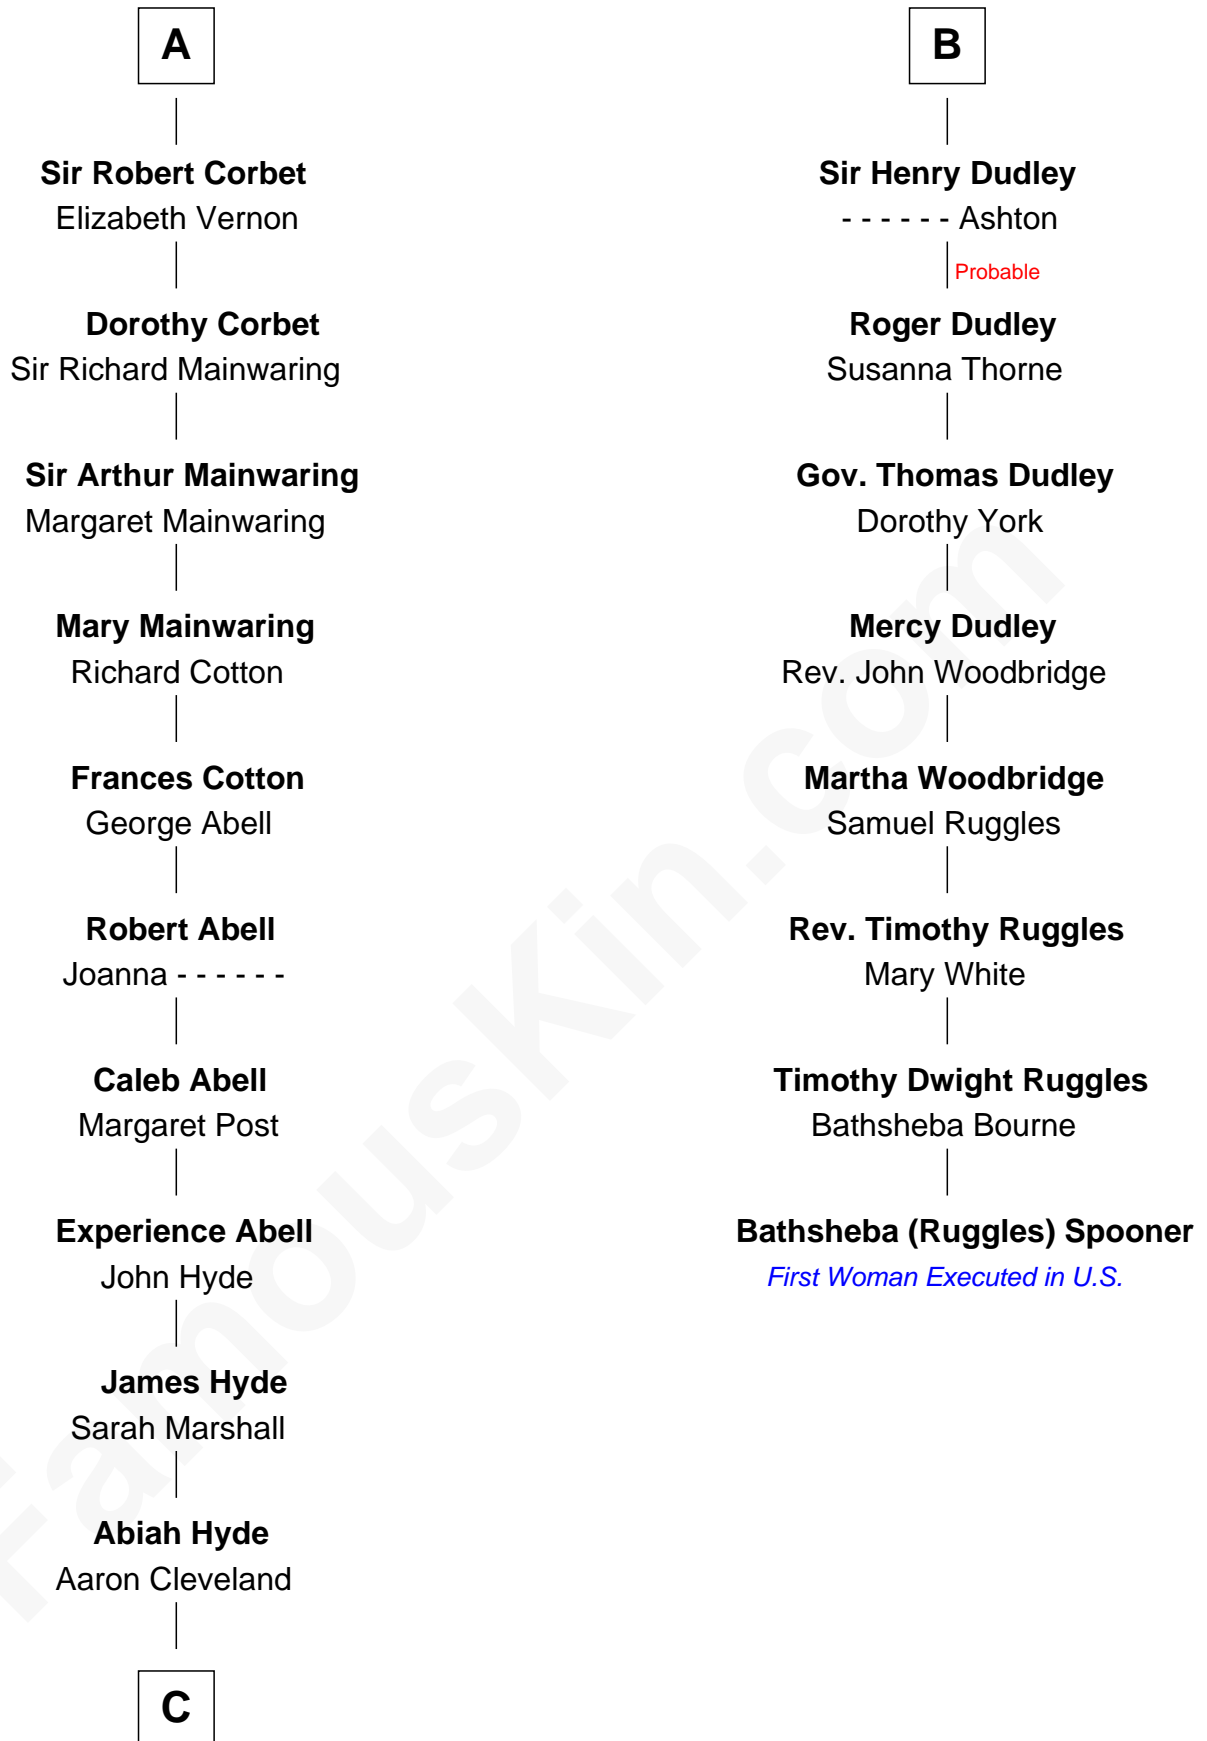 A
Sir Robert Corbet
Elizabeth Vernon
Dorothy Corbet
Sir Richard Mainwaring
Sir Arthur Mainwaring
Margaret Mainwaring
Mary Mainwaring
Richard Cotton
Frances Cotton
George Abell
Robert Abell
Joanna - - - - - -
Caleb Abell
Margaret Post
Experience Abell
John Hyde
James Hyde
Sarah Marshall
Abiah Hyde
Aaron Cleveland
C
B
Sir Henry Dudley
- - - - - - Ashton
Probable
Roger Dudley
Susanna Thorne
Gov. Thomas Dudley
Dorothy York
Mercy Dudley
Rev. John Woodbridge
Martha Woodbridge
Samuel Ruggles
Rev. Timothy Ruggles
Mary White
Timothy Dwight Ruggles
Bathsheba Bourne
Bathsheba (Ruggles) Spooner
First Woman Executed in U.S.
FamousKin.com